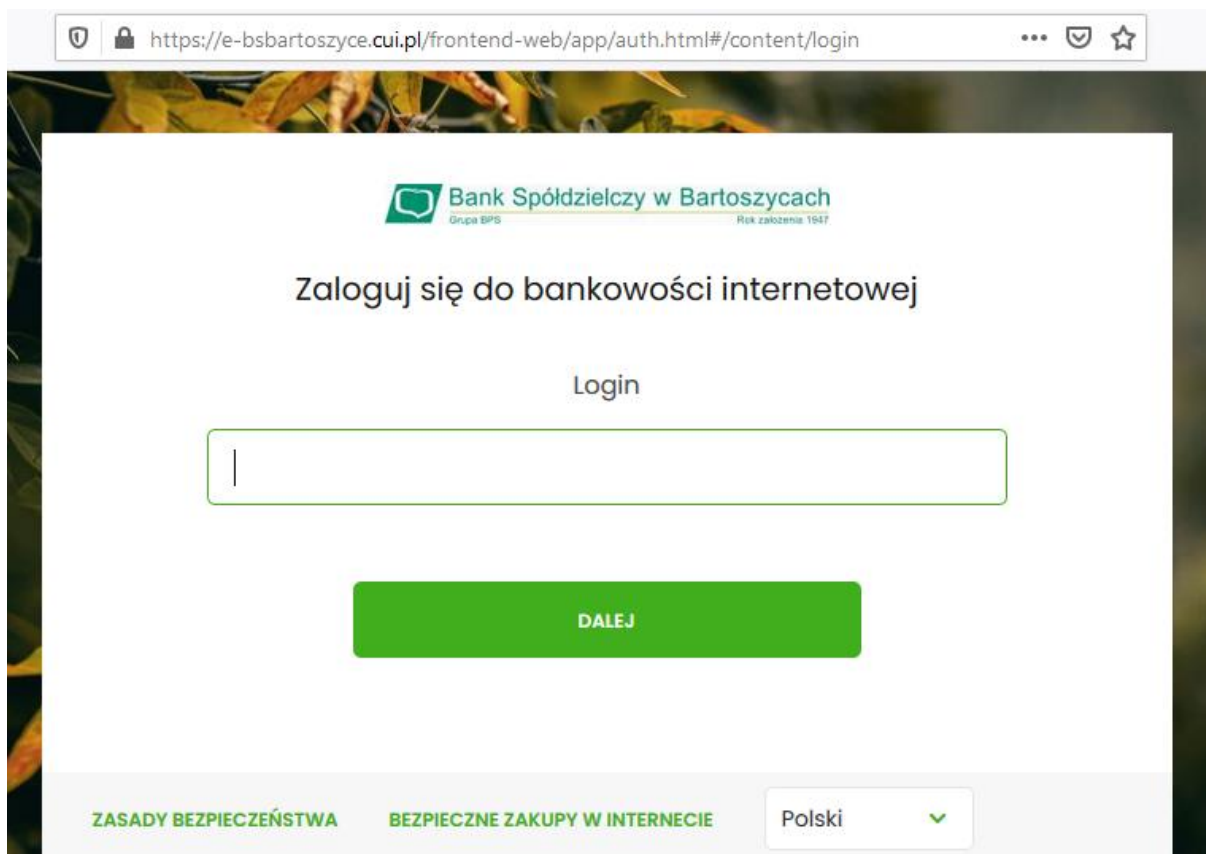 https://e-bsbartoszyce.cui.pl/frontend-web/app/auth.html#/content/login
Bank Spółdzielczy w Bartoszycach
Grupa BPS Rok założenia 1947
Zaloguj się do bankowości internetowej
Login
DALEJ
ZASADY BEZPIECZEŃSTWA BEZPIECZNE ZAKUPY W INTERNECIE Polski